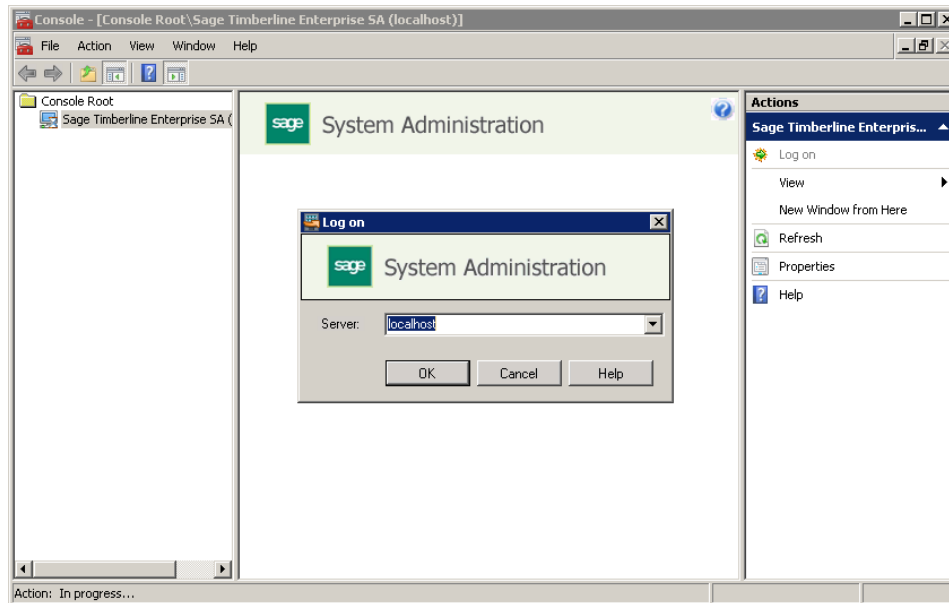 Console - [Console Root\Sage Timberline Enterprise SA (localhost)]
File Action View Window Help
Console Root
Sage Timberline Enterprise SA (
sage System Administration
Log on
sage System Administration
Server: localhost
OK Cancel Help
Actions
Sage Timberline Enterpris...
Log on
View
New Window from Here
Refresh
Properties
Help
Action: In progress...